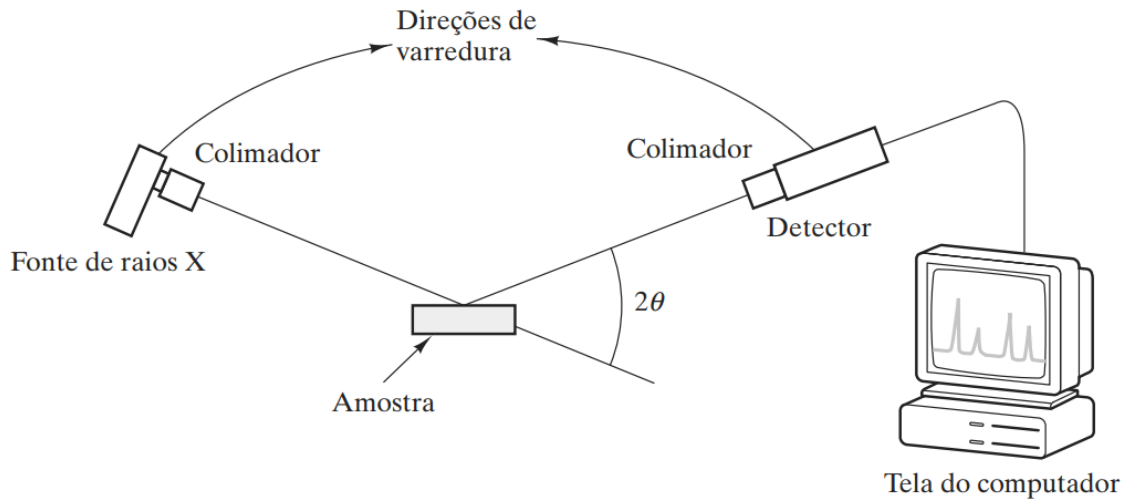 Direções de
varredura
Colimador
Colimador
Detector
Fonte de raios X
2θ
Amostra
Tela do computador